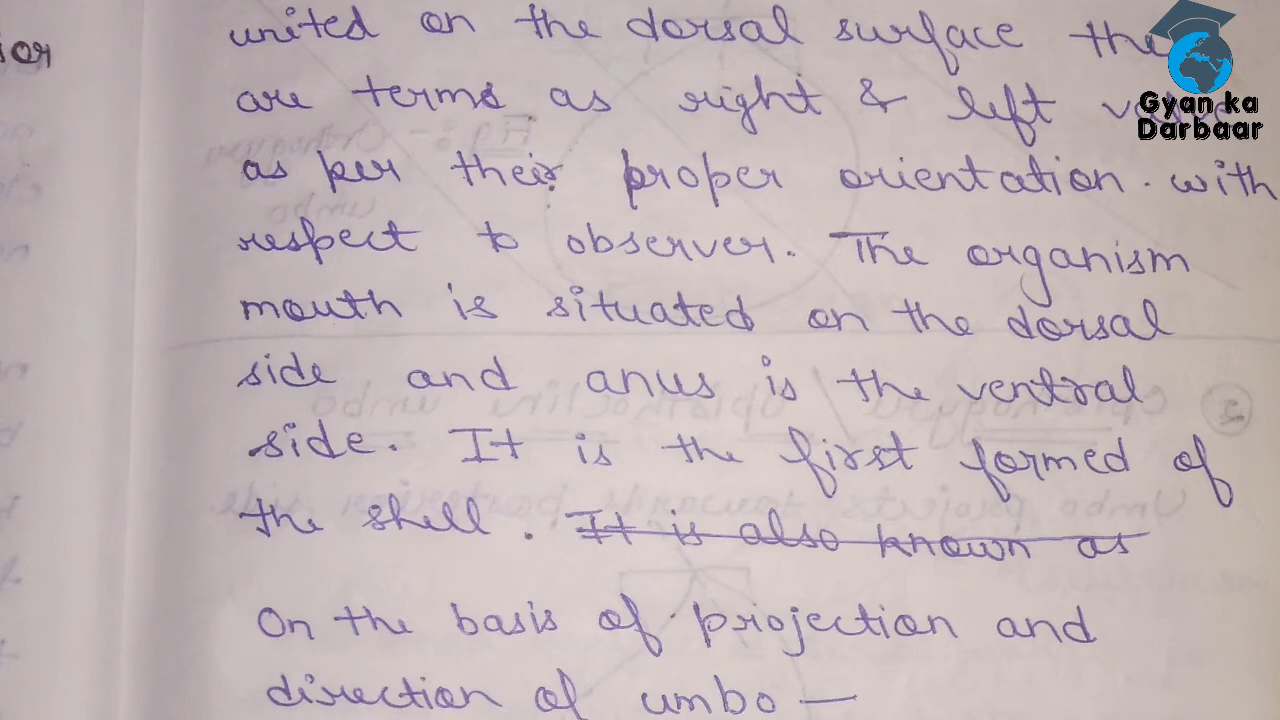 ior
united on the dorsal surface the
are terms as right & left
as per their proper orientation. with
respect to observer. The organism
mouth is situated on the dorsal
side and anus is the ventral
side. It is the first formed of
the shell. It is also known as
On the basis of projection and
direction of umbo —
Gyan ka
Darbaar